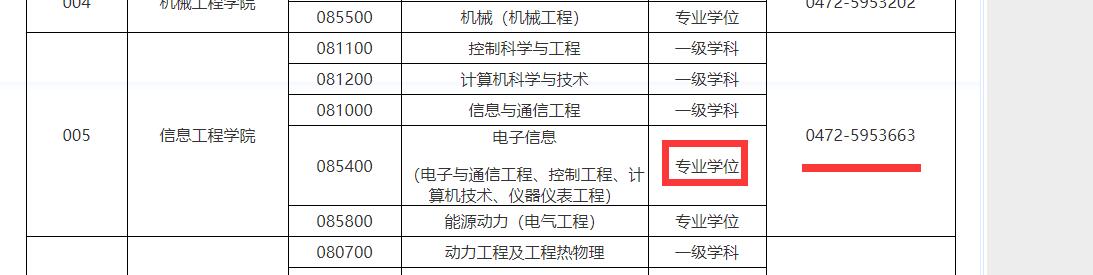 004 机械工程学院 0472-5953202
085500 机械（机械工程） 专业学位
081100 控制科学与工程 一级学科
081200 计算机科学与技术 一级学科
081000 信息与通信工程 一级学科
005 信息工程学院 0472-5953663
电子信息
085400 专业学位
（电子与通信工程、控制工程、计
算机技术、仪器仪表工程）
085800 能源动力（电气工程） 专业学位
080700 动力工程及工程热物理 一级学科